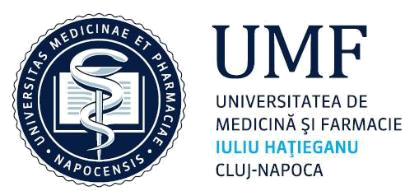 UNIVERSITAS MEDICINAE ET PHARMACIAE NAPOCENSIS
UMF
UNIVERSITATEA DE
MEDICINĂ ŞI FARMACIE
IULIU HAŢIEGANU
CLUJ-NAPOCA